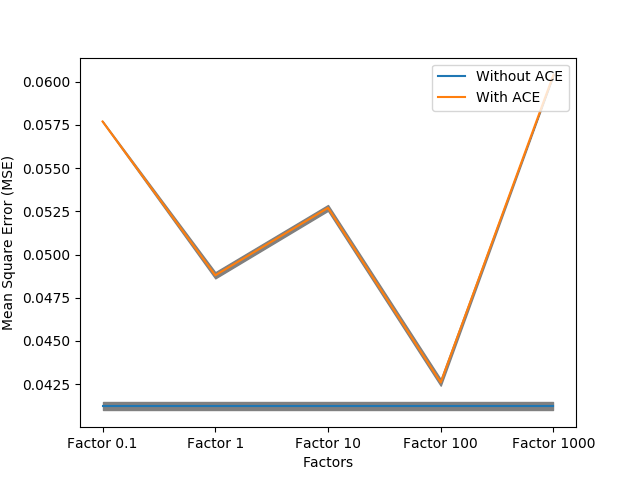 Without ACE
With ACE
0.0600
0.0575
0.0550
0.0525
0.0500
0.0475
0.0450
0.0425
Mean Square Error (MSE)
Factor 0.1 Factor 1 Factor 10 Factor 100 Factor 1000
Factors